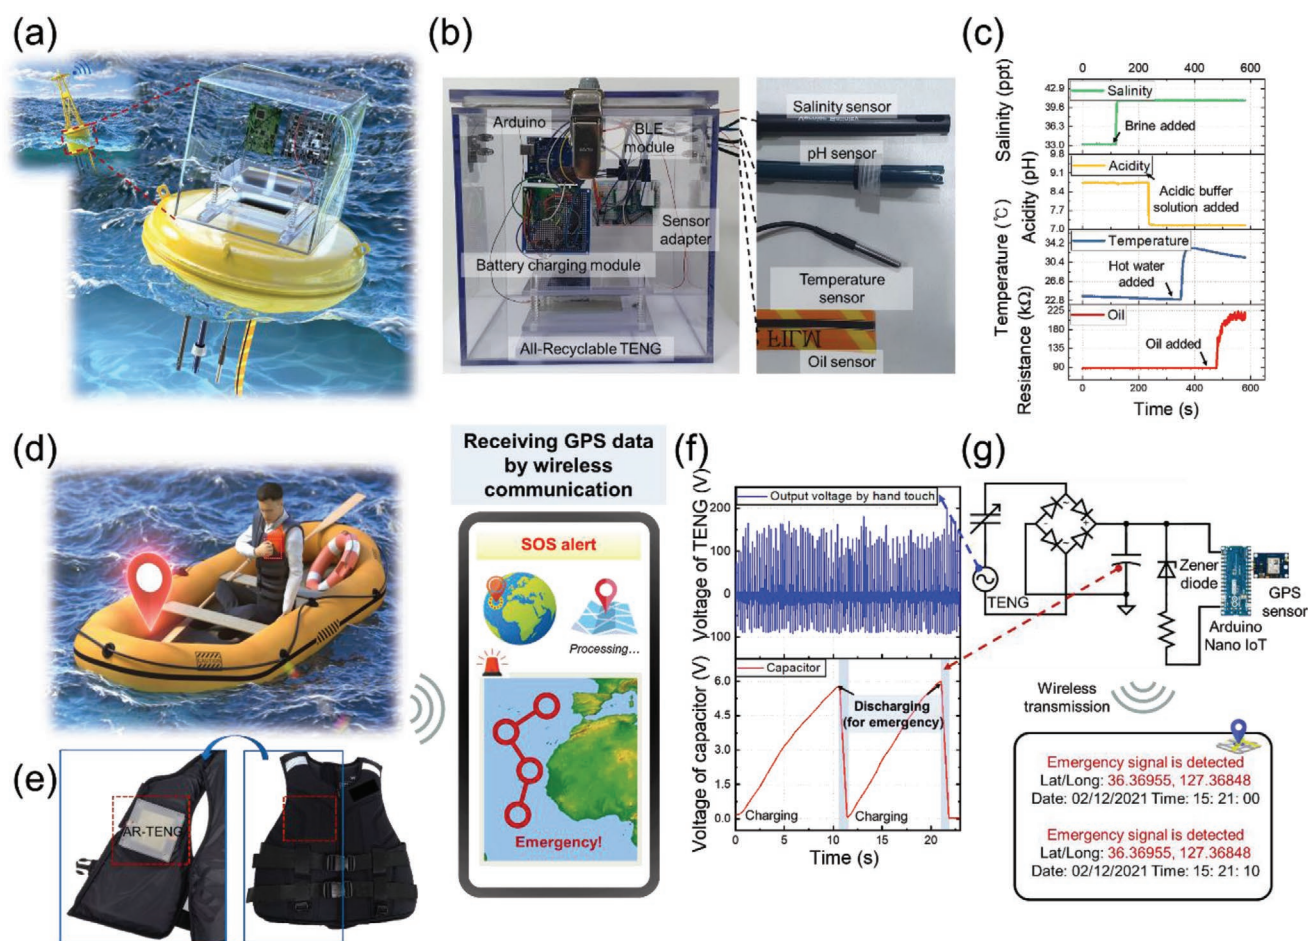 (a)
(b)
Arduino
BLE
module
Sensor
adapter
Battery charging module
All-Recyclable TENG
Salinity sensor
pH sensor
Temperature
sensor
FILM
Oil sensor
(c)
0 200 400 600
Salinity (ppt)
39.6
36.3
33.0
Salinity
Brine added
Acidity (pH)
9.8
9.1
8.4
7.7
7.0
Acidity
Acidic buffer
solution added
Temperature (℃)
34.2
30.4
26.6
22.8
Temperature
Hot water
added
Resistance (kΩ)
225
180
135
90
Oil
Oil added
0 200 400 600
Time (s)
(d)
Receiving GPS data
by wireless
communication
SOS alert
Processing...
Emergency!
(e)
AR-TENG
(f)
Voltage of TENG (V)
200
100
0
-100
Output voltage by hand touch
Voltage of capacitor (V)
6.0
4.5
3.0
1.5
0.0
Capacitor
Discharging
(for emergency)
Charging
Charging
0 5 10 15 20
Time (s)
(g)
~
- +
~
TENG
Zener
diode
GPS
sensor
Arduino
Nano IoT
Wireless
transmission
Emergency signal is detected
Lat/Long: 36.36955, 127.36848
Date: 02/12/2021 Time: 15: 21: 00
Emergency signal is detected
Lat/Long: 36.36955, 127.36848
Date: 02/12/2021 Time: 15: 21: 10